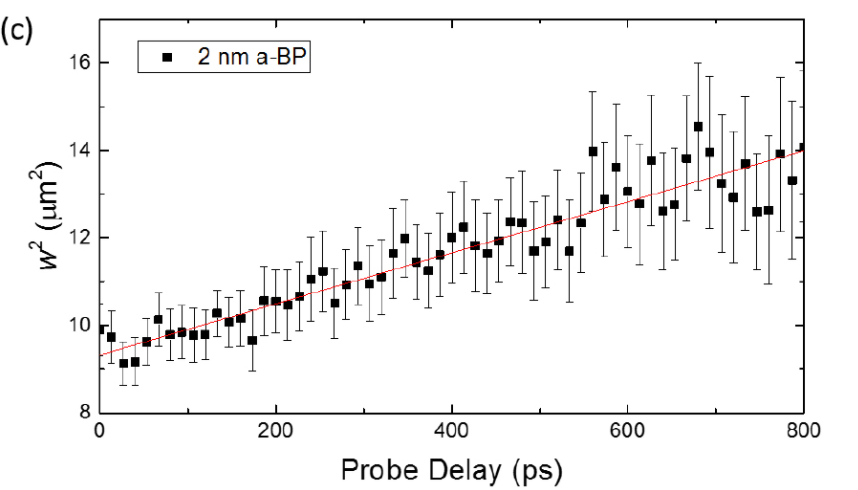 (c)
2 nm a-BP
16
14
12
10
8
w² (μm²)
0 200 400 600 800
Probe Delay (ps)